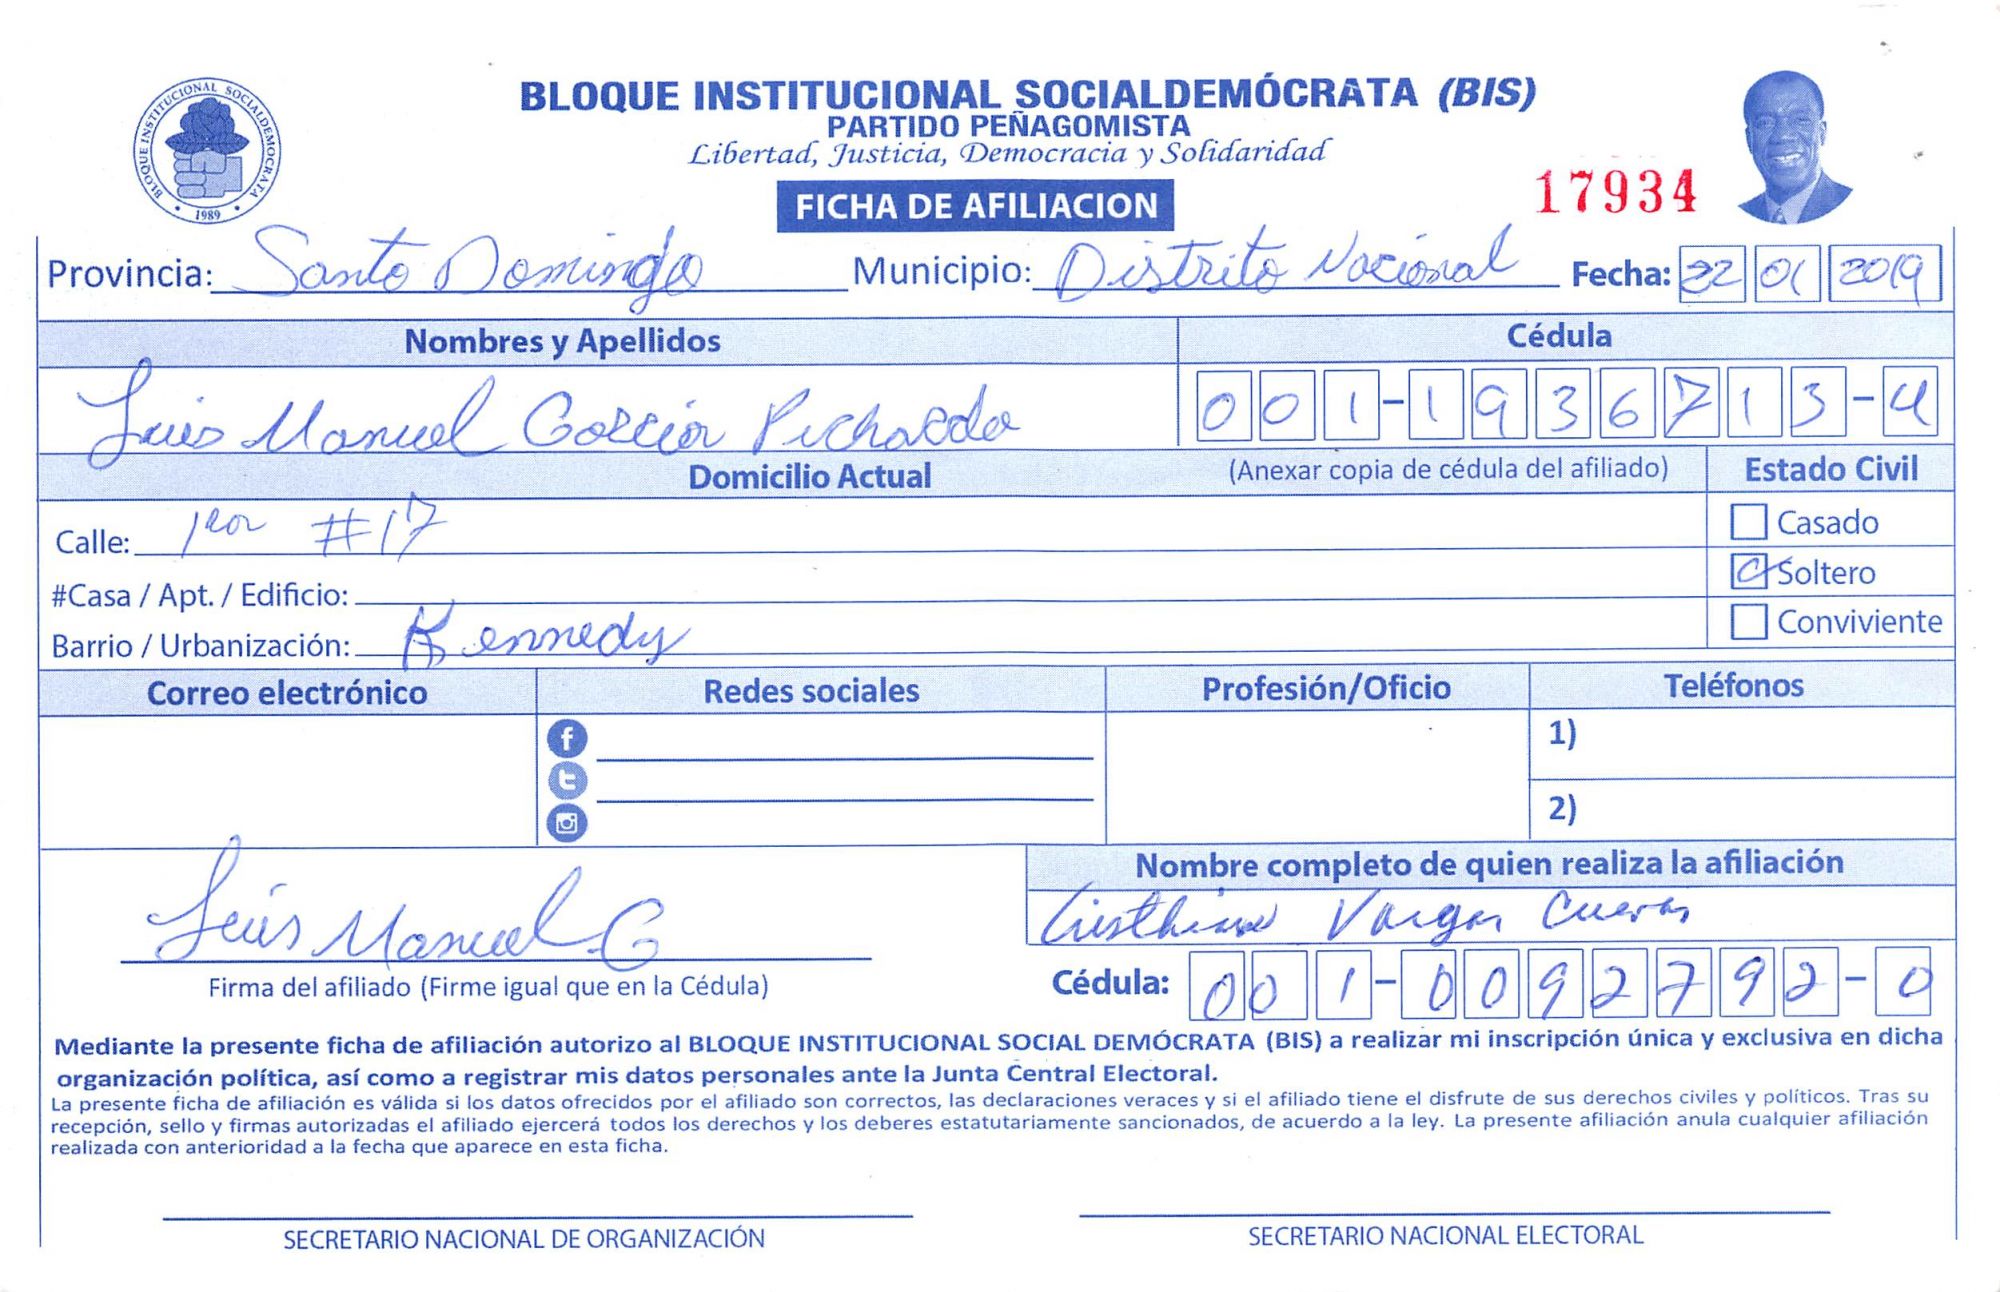 BLOQUE INSTITUCIONAL SOCIALDEMÓCRATA (BIS)
PARTIDO PEÑAGOMISTA
Libertad, Justicia, Democracia y Solidaridad
BLOQUE INSTITUCIONAL SOCIALDEMOCRATA
1989
FICHA DE AFILIACION
17934
Provincia: Santo Domingo Municipio: Distrito Nacional Fecha: 22 01 2019
Nombres y Apellidos Cédula
Luis Manuel García Pichardo 001-1936713-4
Domicilio Actual (Anexar copia de cédula del afiliado) Estado Civil
Calle: 1ra #17 Casado
#Casa / Apt. / Edificio: Soltero
Barrio / Urbanización: Kennedy Conviviente
Correo electrónico Redes sociales Profesión/Oficio Teléfonos
1)
2)
Nombre completo de quien realiza la afiliación
Vargas Cuevas
Luis Manuel G
Firma del afiliado (Firme igual que en la Cédula) Cédula: 001-0092792-0
Mediante la presente ficha de afiliación autorizo al BLOQUE INSTITUCIONAL SOCIAL DEMÓCRATA (BIS) a realizar mi inscripción única y exclusiva en dicha
organización política, así como a registrar mis datos personales ante la Junta Central Electoral.
La presente ficha de afiliación es válida si los datos ofrecidos por el afiliado son correctos, las declaraciones veraces y si el afiliado tiene el disfrute de sus derechos civiles y políticos. Tras su
recepción, sello y firmas autorizadas el afiliado ejercerá todos los derechos y los deberes estatutariamente sancionados, de acuerdo a la ley. La presente afiliación anula cualquier afiliación
realizada con anterioridad a la fecha que aparece en esta ficha.
SECRETARIO NACIONAL DE ORGANIZACIÓN SECRETARIO NACIONAL ELECTORAL